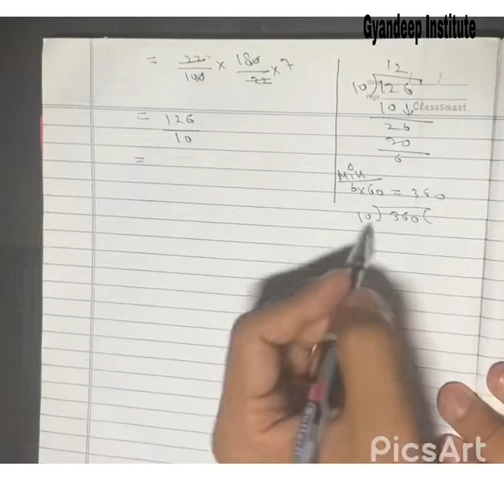 Gyandeep Institute
= 22/100 × 180/22 × 7
= 126/10
=
12
10) 126
10↓
Classmart
26
20
6
Min
6×60 = 360
10) 360(
PicsArt